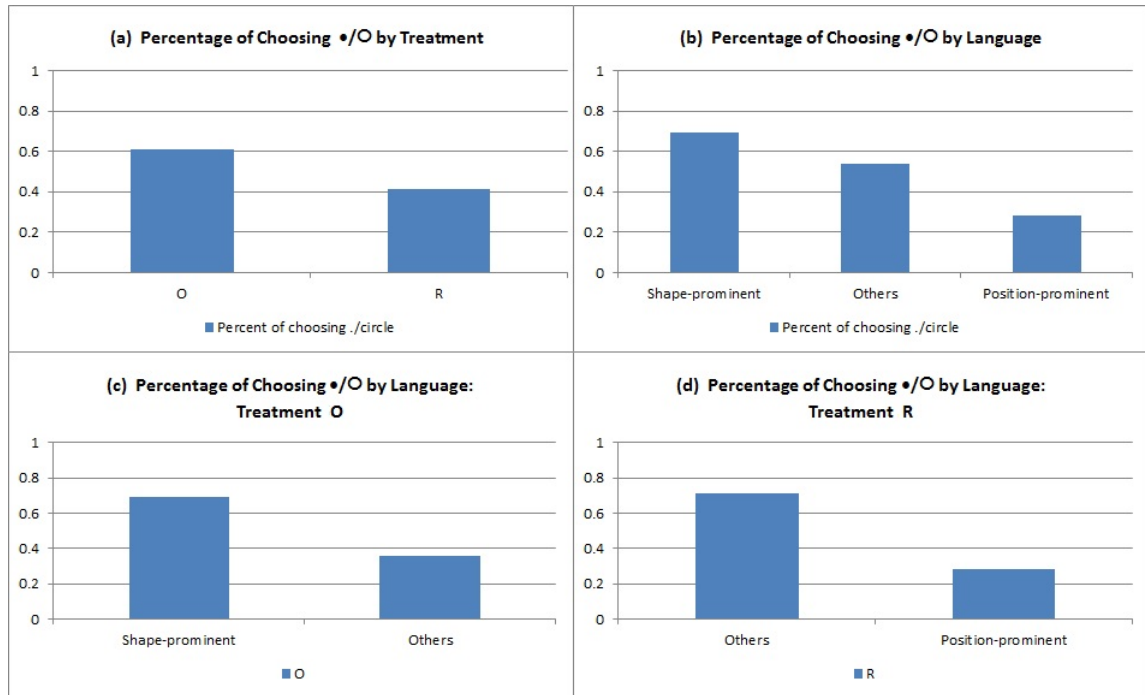 (a) Percentage of Choosing •/O by Treatment
1
0.8
0.6
0.4
0.2
0
O R
Percent of choosing ./circle
(b) Percentage of Choosing •/O by Language
1
0.8
0.6
0.4
0.2
0
Shape-prominent Others Position-prominent
Percent of choosing ./circle
(c) Percentage of Choosing •/O by Language:
Treatment O
1
0.8
0.6
0.4
0.2
0
Shape-prominent Others
O
(d) Percentage of Choosing •/O by Language:
Treatment R
1
0.8
0.6
0.4
0.2
0
Others Position-prominent
R